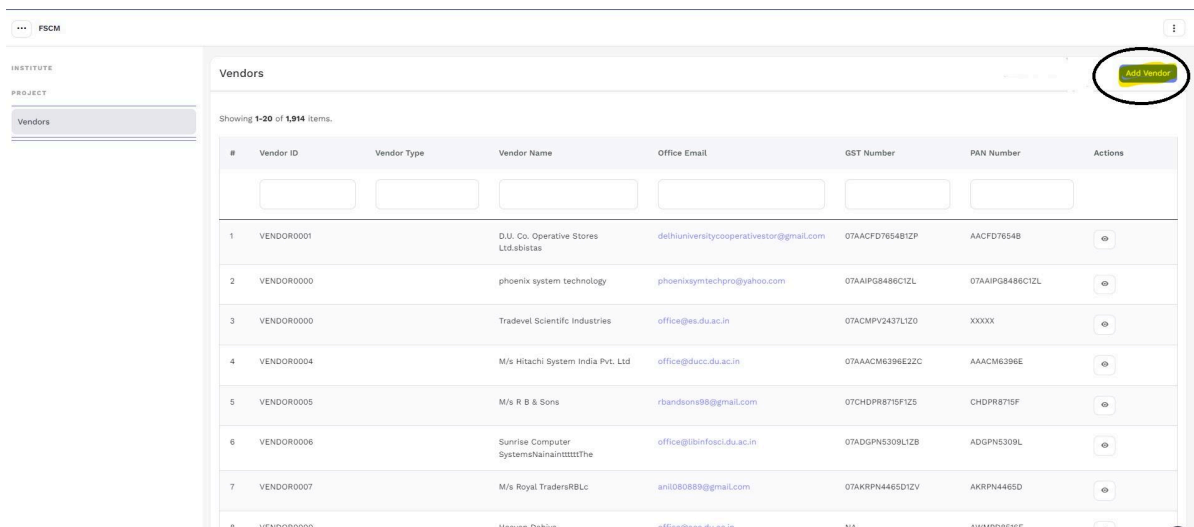 FSCM
INSTITUTE
PROJECT
Vendors
Vendors
Add Vendor
Showing 1-20 of 1,914 items.
# Vendor ID Vendor Type Vendor Name Office Email GST Number PAN Number Actions
1 VENDOR0001 D.U. Co. Operative Stores delhiuniversitycooperativestor@gmail.com 07AACFD7654B1ZP AACFD7654B
Ltd.sbistas
2 VENDOR0000 phoenix system technology phoenixsymtechpro@yahoo.com 07AAIPG8486C1ZL 07AAIPG8486C1ZL
3 VENDOR0000 Tradevel Scientifc Industries office@es.du.ac.in 07ACMPV2437L1Z0 XXXXX
4 VENDOR0004 M/s Hitachi System India Pvt. Ltd office@ducc.du.ac.in 07AAACM6396E2ZC AAACM6396E
5 VENDOR0005 M/s R B & Sons rbandsons98@gmail.com 07CHDPR8715F1Z5 CHDPR8715F
6 VENDOR0006 Sunrise Computer office@libinfosci.du.ac.in 07ADGPN5309L1ZB ADGPN5309L
SystemsNainainttttttThe
7 VENDOR0007 M/s Royal TradersRBLc anil080889@gmail.com 07AKRPN4465D1ZV AKRPN4465D